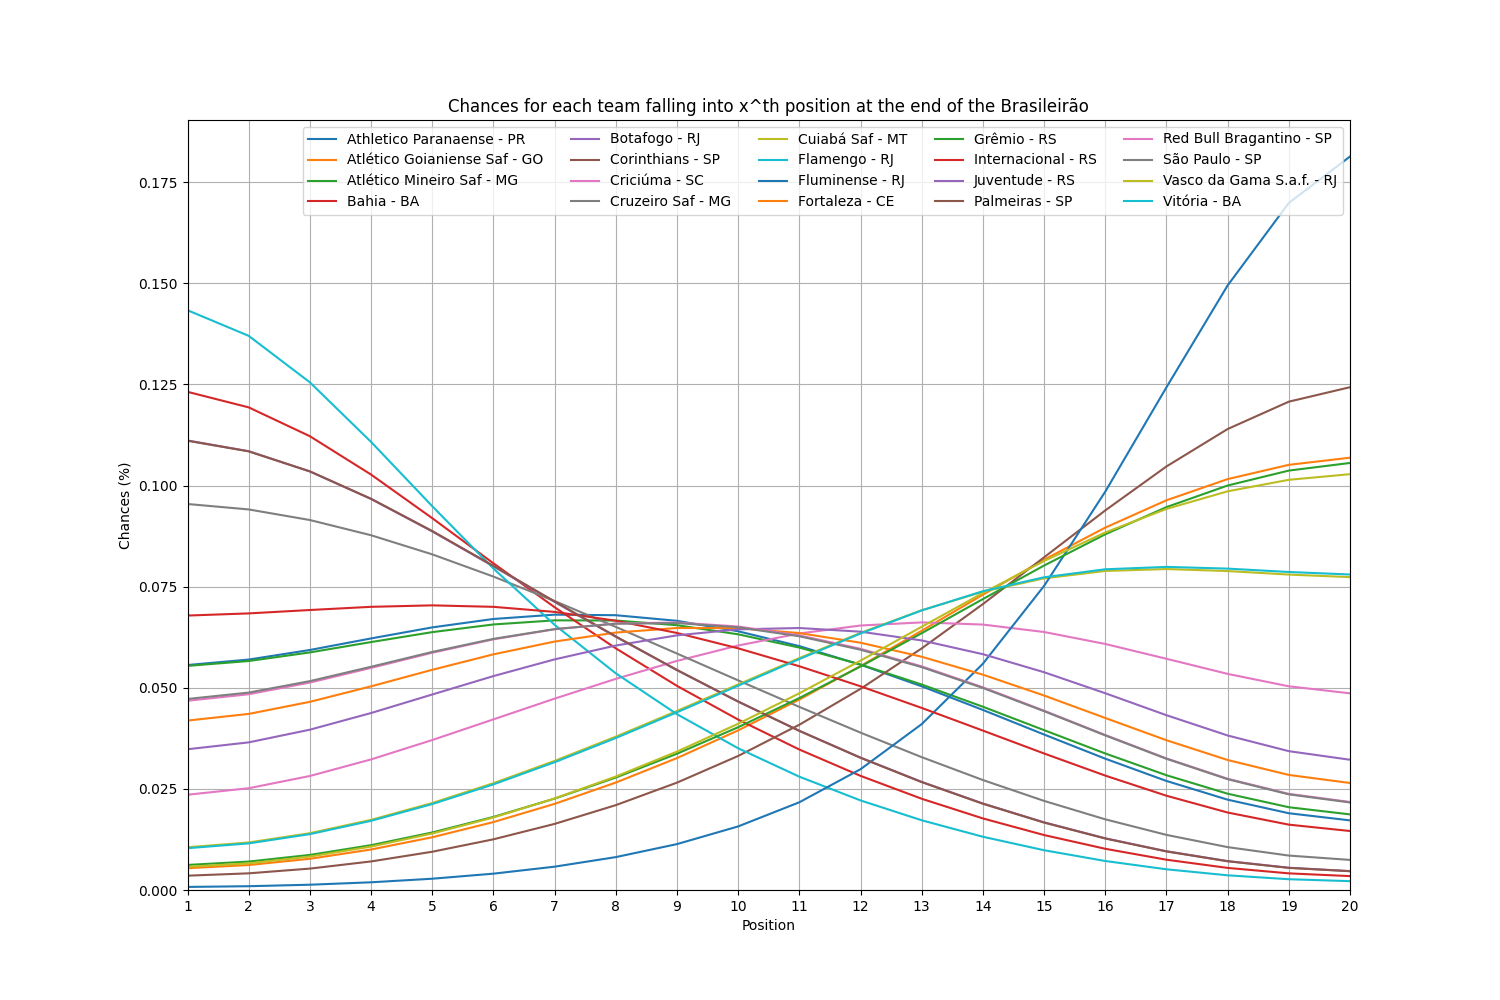 Chances for each team falling into x^th position at the end of the Brasileirão
Athletico Paranaense - PR
Atlético Goianiense Saf - GO
Atlético Mineiro Saf - MG
Bahia - BA
Botafogo - RJ
Corinthians - SP
Criciúma - SC
Cruzeiro Saf - MG
Cuiabá Saf - MT
Flamengo - RJ
Fluminense - RJ
Fortaleza - CE
Grêmio - RS
Internacional - RS
Juventude - RS
Palmeiras - SP
Red Bull Bragantino - SP
São Paulo - SP
Vasco da Gama S.a.f. - RJ
Vitória - BA
Chances (%)
0.175
0.150
0.125
0.100
0.075
0.050
0.025
0.000
1 2 3 4 5 6 7 8 9 10 11 12 13 14 15 16 17 18 19 20
Position